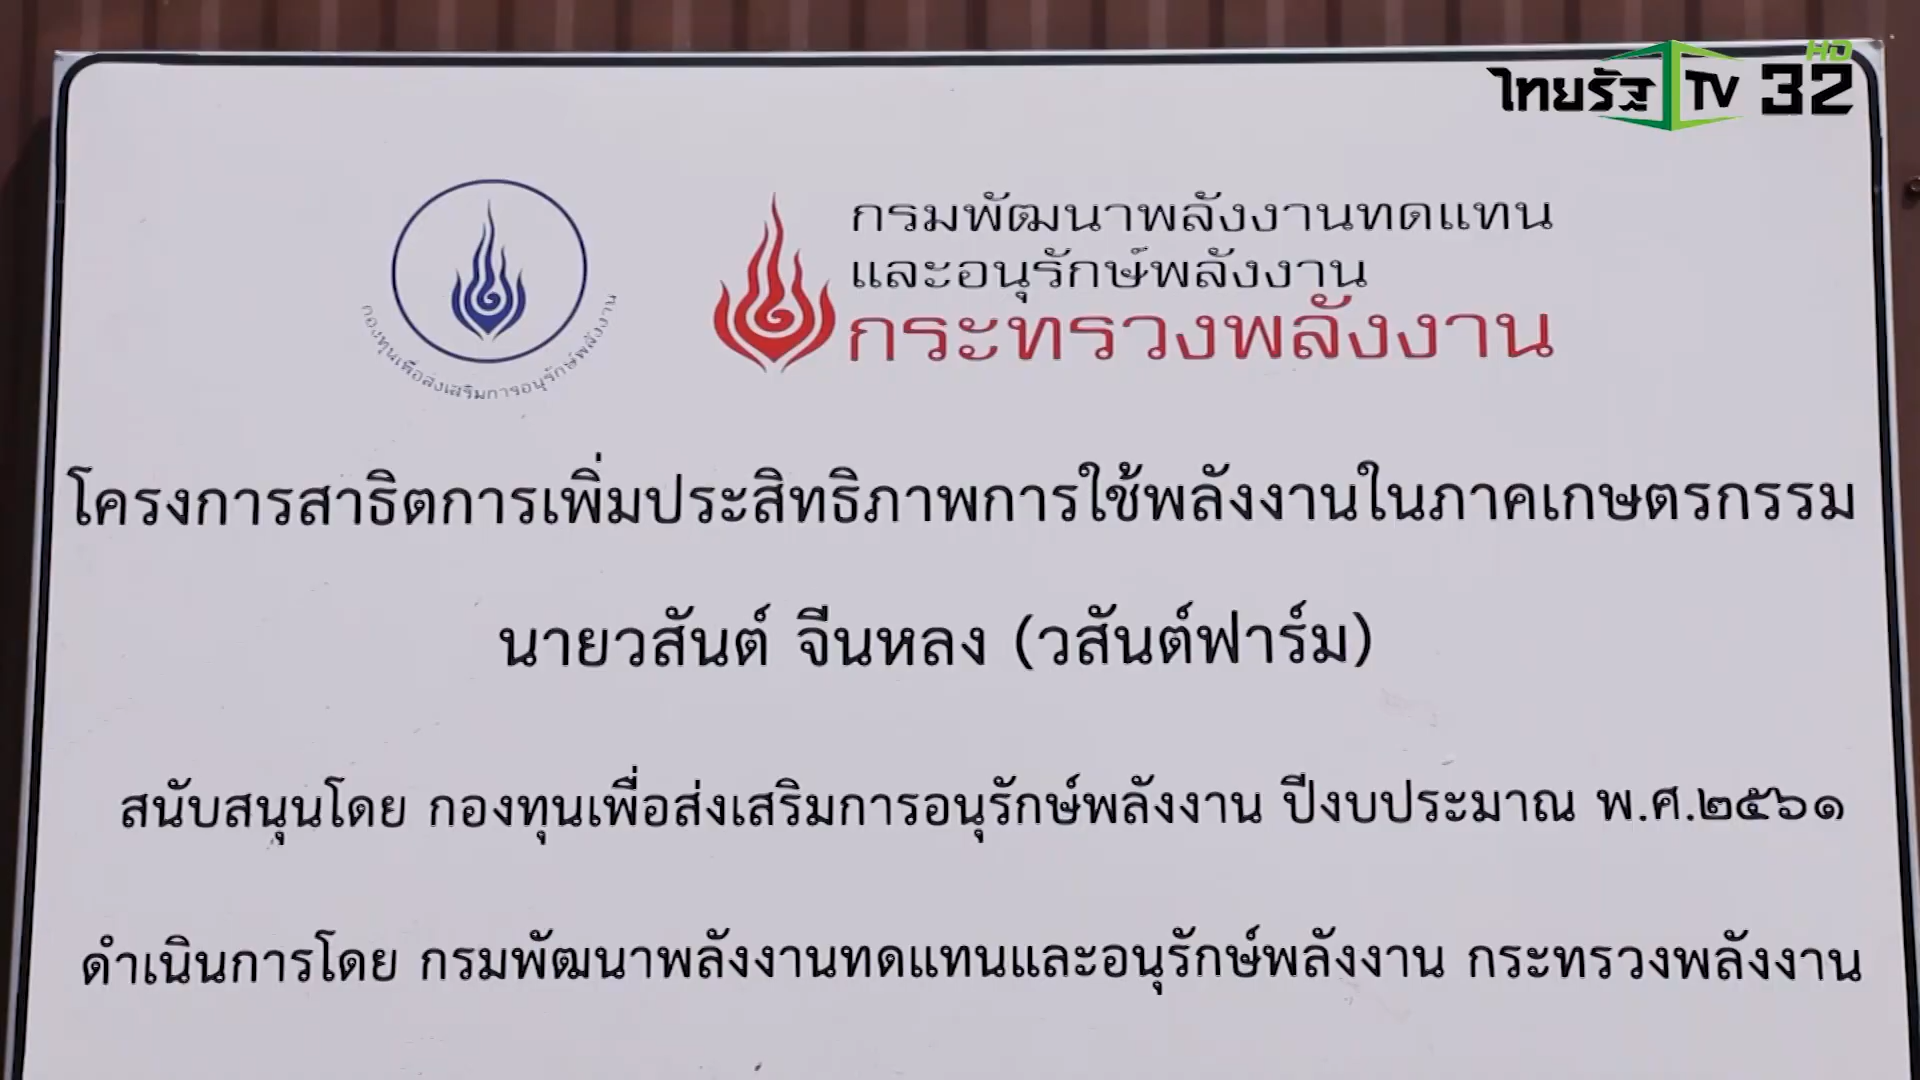 ไทยรัฐ TV 32 HD
กรมพัฒนาพลังงานทดแทน
และอนุรักษ์พลังงาน
กระทรวงพลังงาน
กองทุนเพื่อส่งเสริมการอนุรักษ์พลังงาน
โครงการสาธิตการเพิ่มประสิทธิภาพการใช้พลังงานในภาคเกษตรกรรม
นายวสันต์ จีนหลง (วสันต์ฟาร์ม)
สนับสนุนโดย กองทุนเพื่อส่งเสริมการอนุรักษ์พลังงาน ปีงบประมาณ พ.ศ.๒๕๖๑
ดำเนินการโดย กรมพัฒนาพลังงานทดแทนและอนุรักษ์พลังงาน กระทรวงพลังงาน